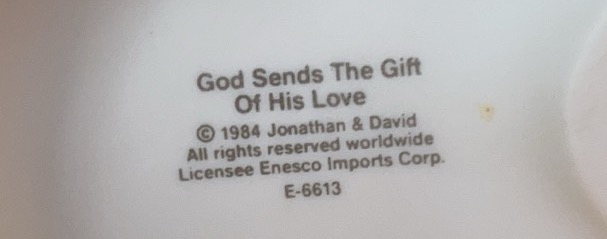 God Sends The Gift
Of His Love
© 1984 Jonathan & David
All rights reserved worldwide
Licensee Enesco Imports Corp.
E-6613